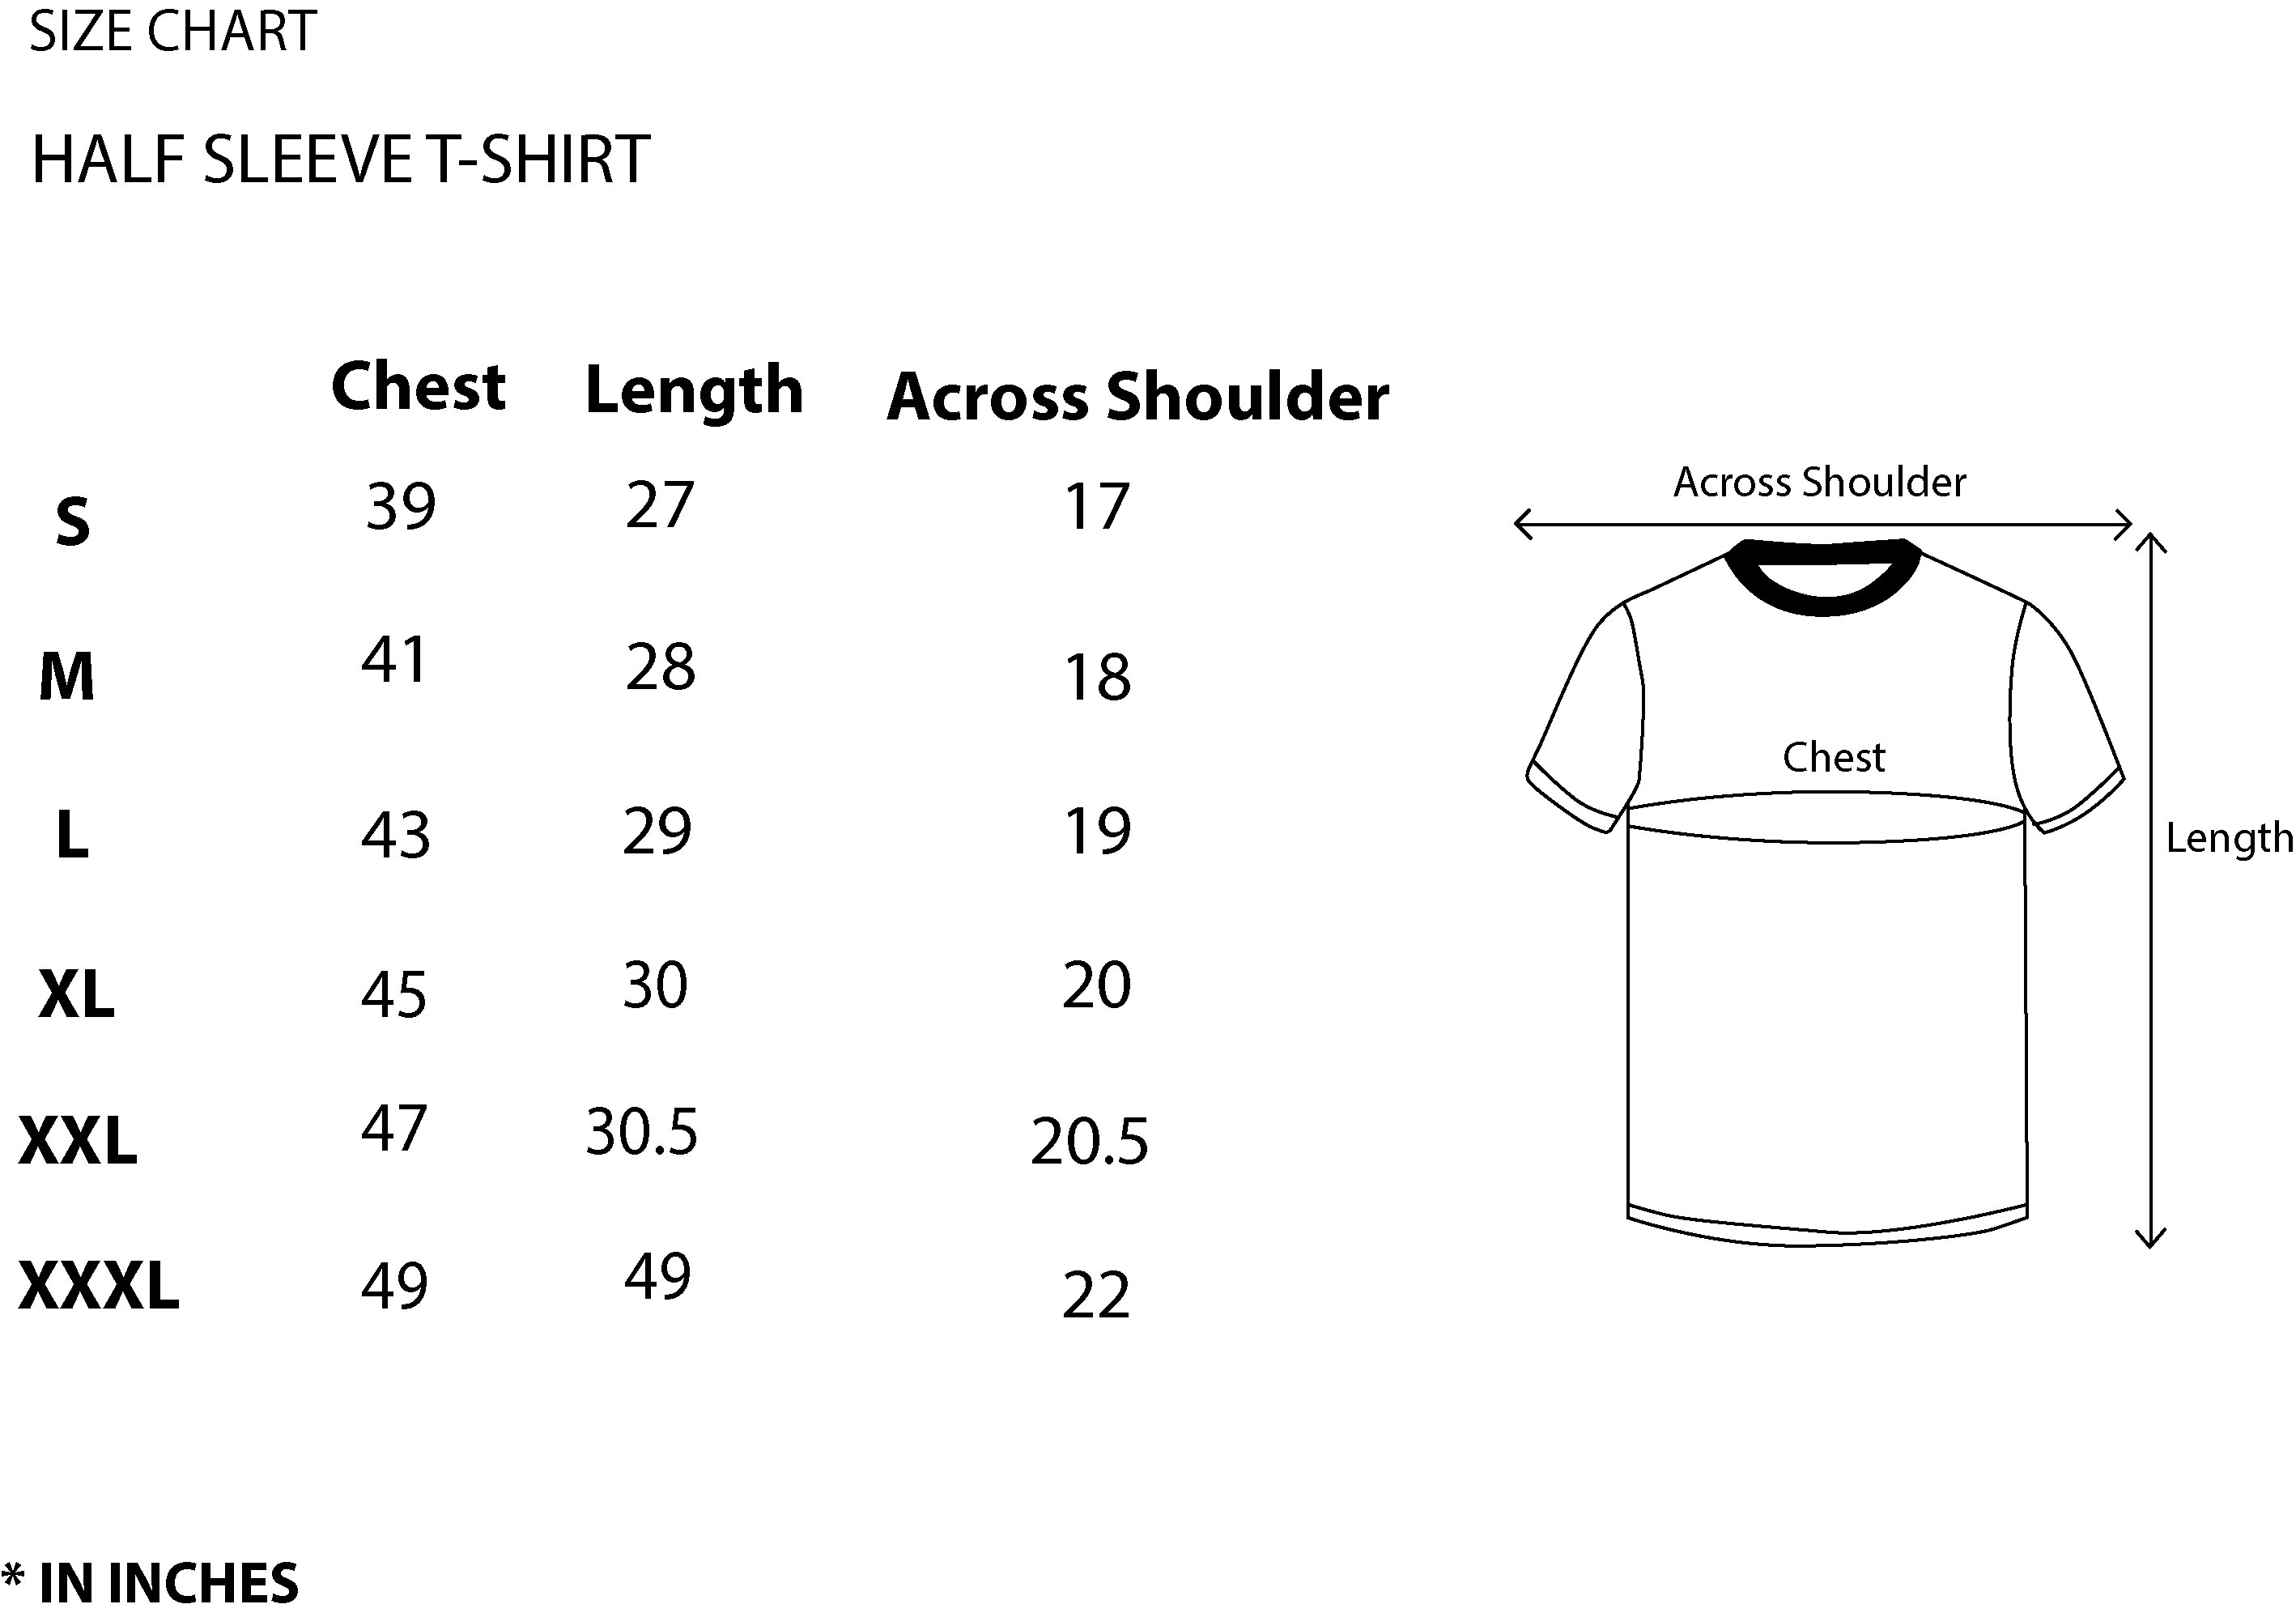 SIZE CHART
HALF SLEEVE T-SHIRT
Chest Length Across Shoulder
S 39 27 17
M 41 28 18
L 43 29 19
XL 45 30 20
XXL 47 30.5 20.5
XXXL 49 49 22
Across Shoulder
Chest
Length
* IN INCHES